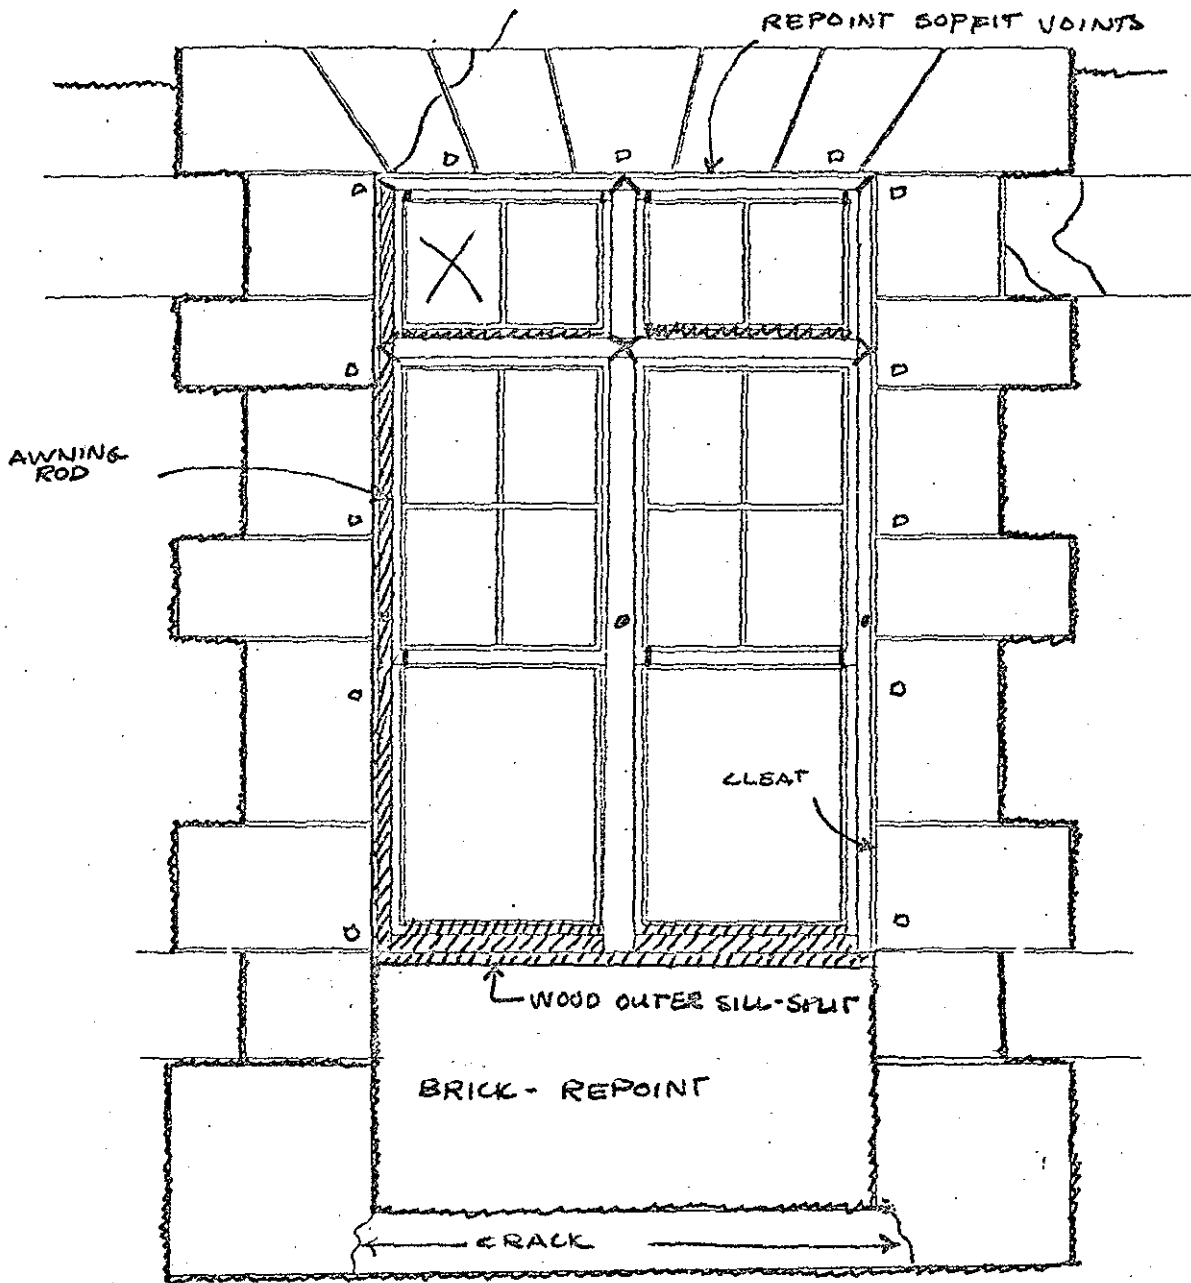 REPOINT SOFFIT JOINTS
AWNING
ROD
CLEAT
WOOD OUTER SILL-SPLIT
BRICK - REPOINT
CRACK